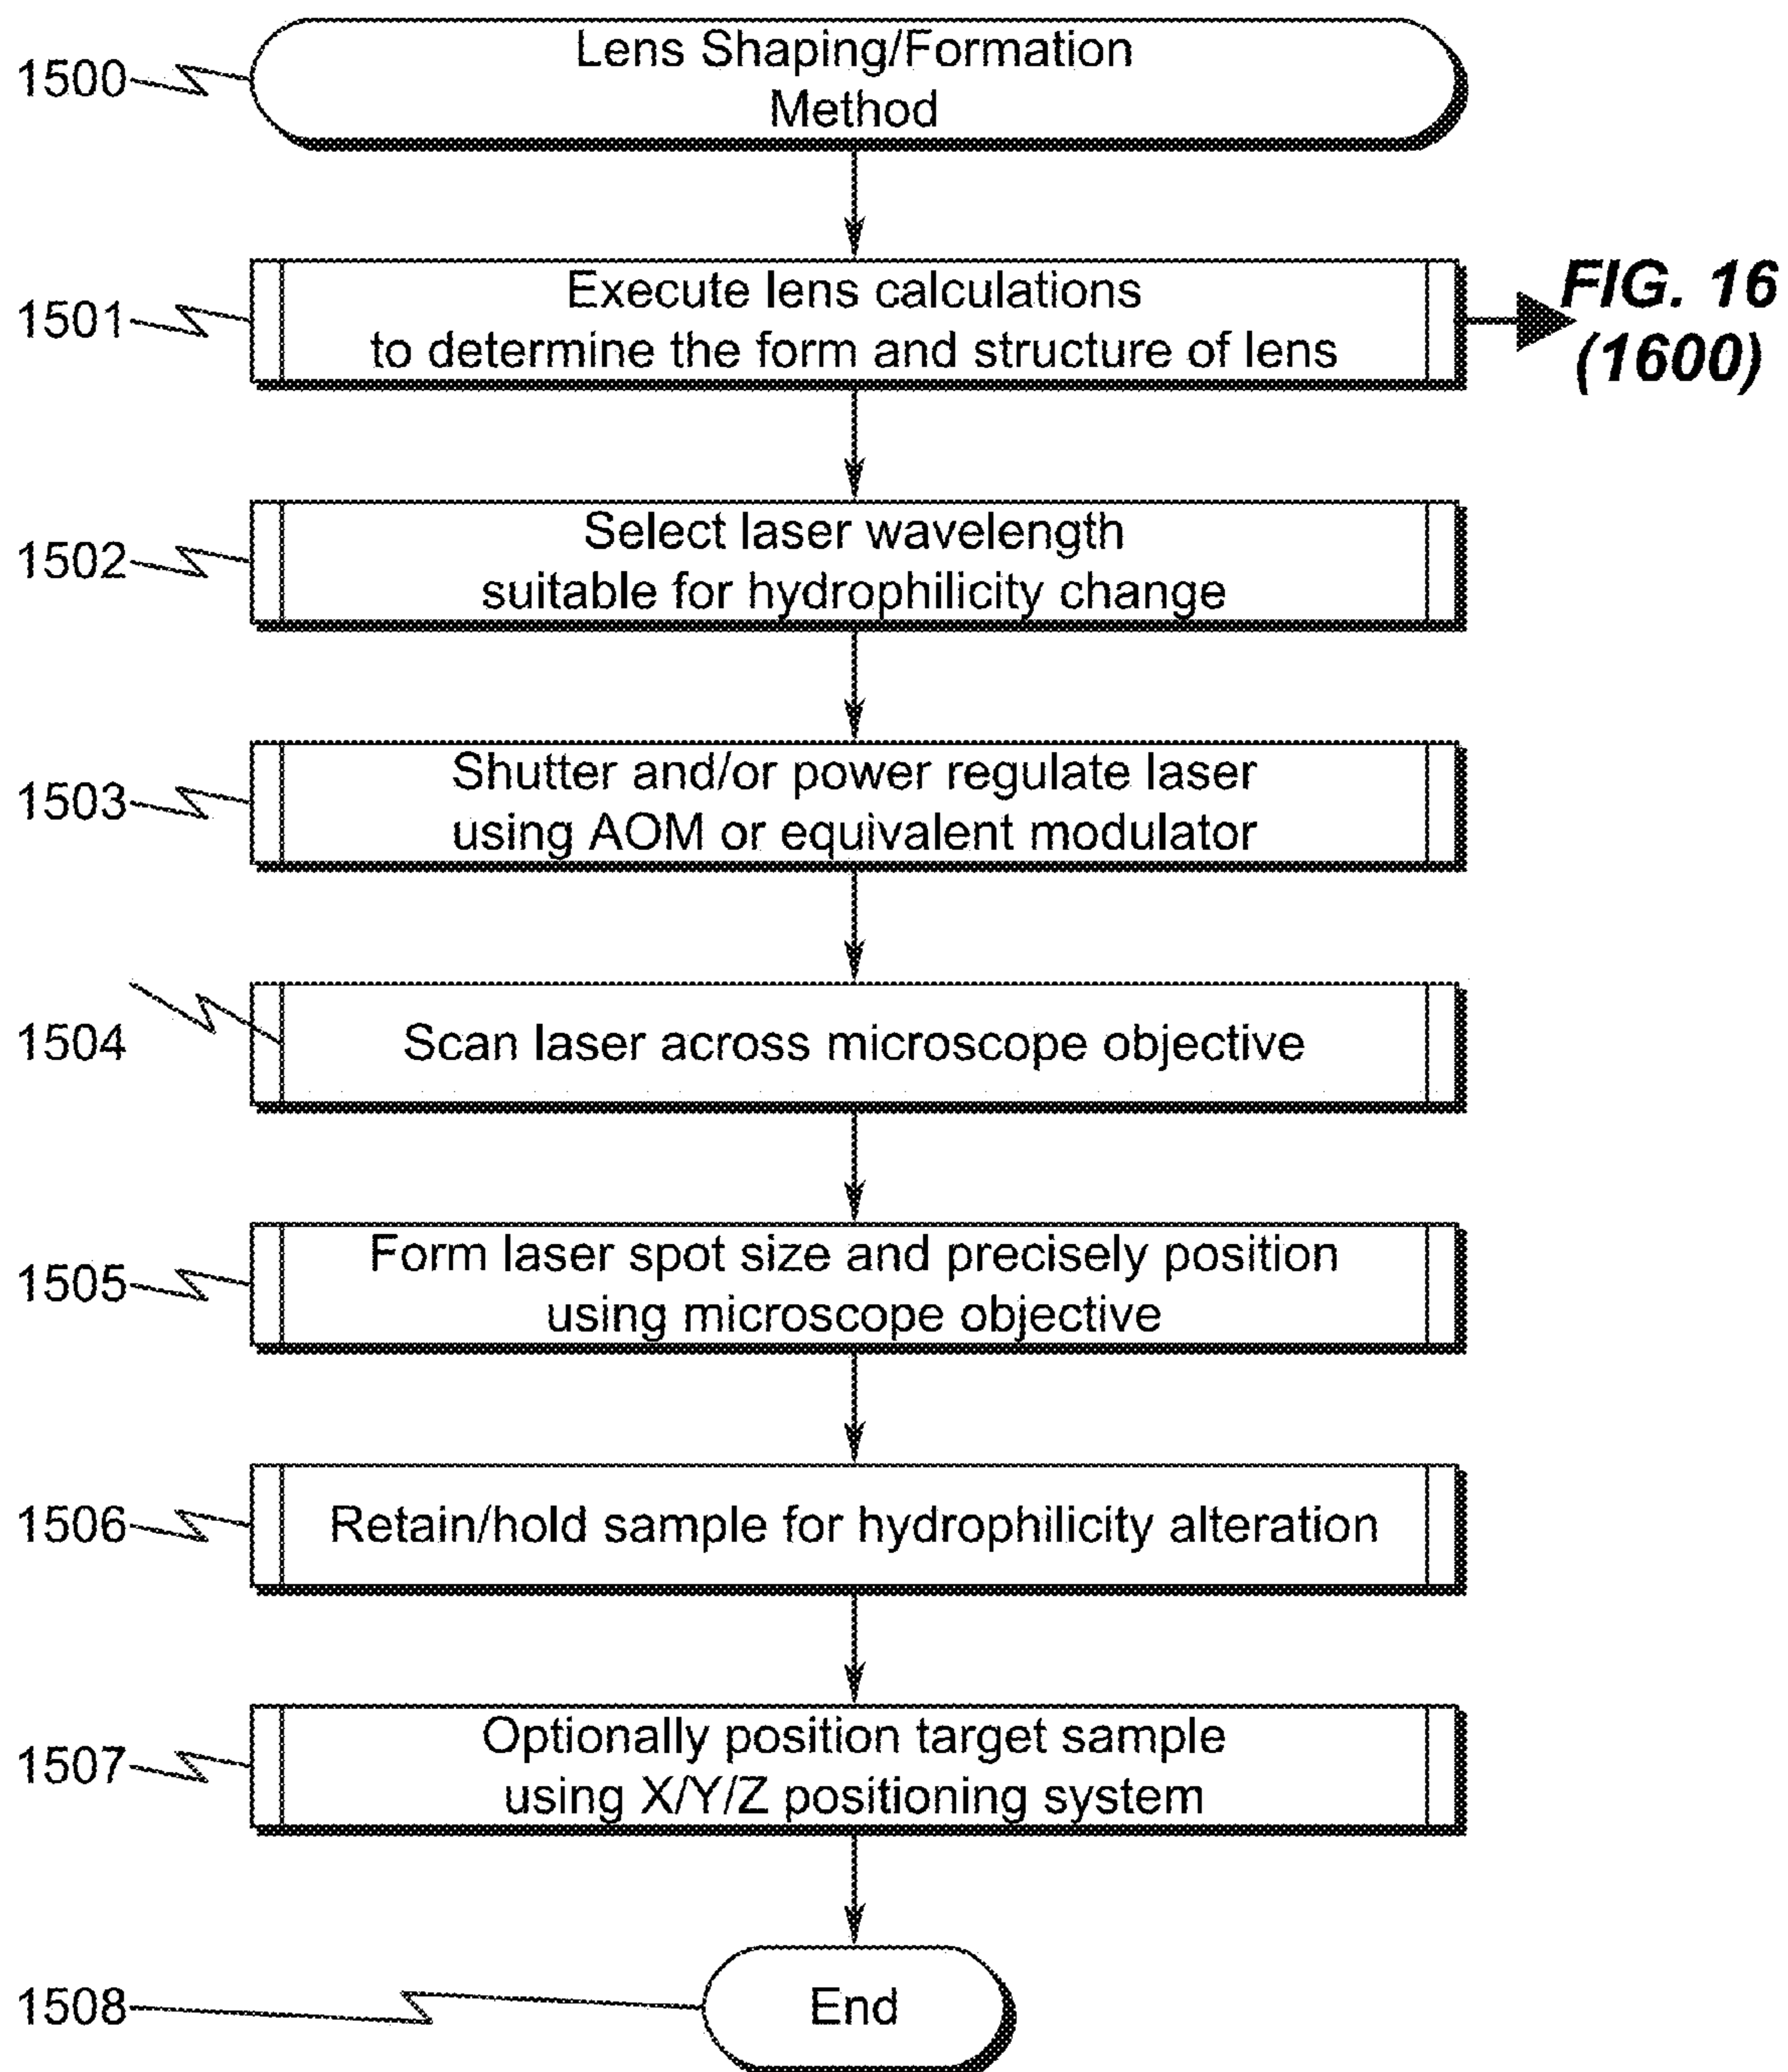 1500
Lens Shaping/Formation
Method
1501
Execute lens calculations
to determine the form and structure of lens
FIG. 16
(1600)
1502
Select laser wavelength
suitable for hydrophilicity change
1503
Shutter and/or power regulate laser
using AOM or equivalent modulator
1504
Scan laser across microscope objective
1505
Form laser spot size and precisely position
using microscope objective
1506
Retain/hold sample for hydrophilicity alteration
1507
Optionally position target sample
using X/Y/Z positioning system
1508
End